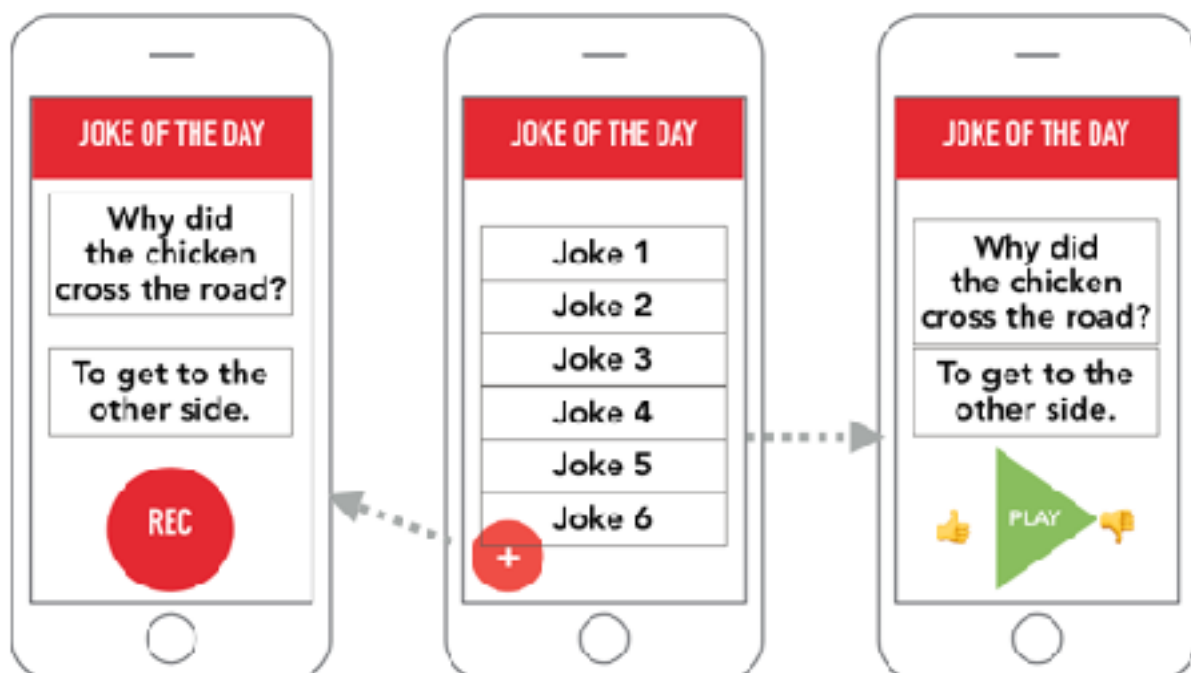 JOKE OF THE DAY
Why did
the chicken
cross the road?
To get to the
other side.
REC
JOKE OF THE DAY
Joke 1
Joke 2
Joke 3
Joke 4
Joke 5
Joke 6
+
JOKE OF THE DAY
Why did
the chicken
cross the road?
To get to the
other side.
PLAY